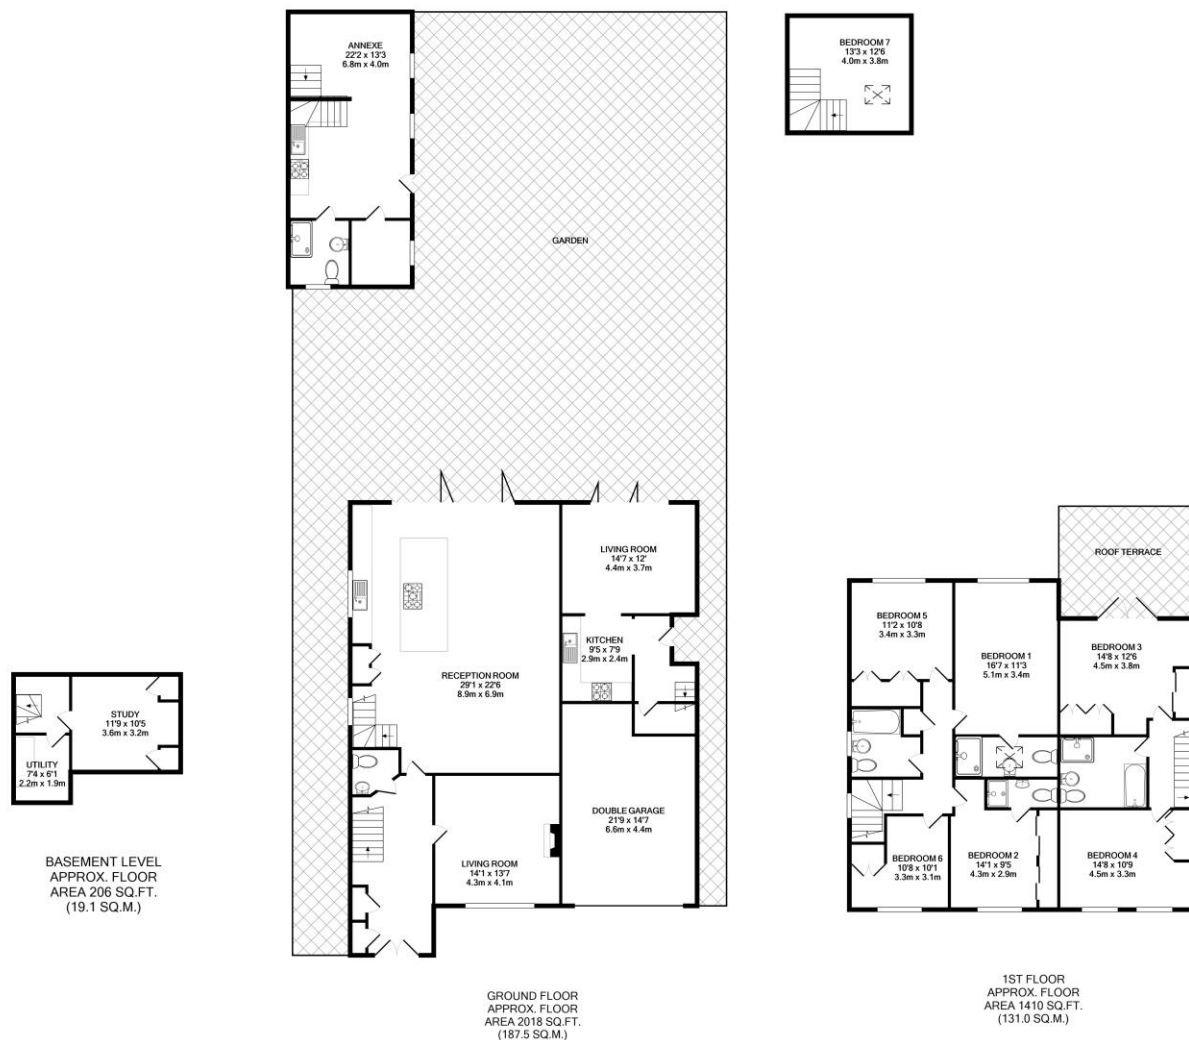 ANNEXE
22'2 x 13'3
6.8m x 4.0m
BEDROOM 7
13'3 x 12'6
4.0m x 3.8m
GARDEN
LIVING ROOM
14'7 x 12'
4.4m x 3.7m
KITCHEN
9'5 x 7'9
2.9m x 2.4m
RECEPTION ROOM
29'1 x 22'6
8.9m x 6.9m
DOUBLE GARAGE
21'9 x 14'7
6.6m x 4.4m
LIVING ROOM
14'1 x 13'7
4.3m x 4.1m
STUDY
11'9 x 10'5
3.6m x 3.2m
UTILITY
7'4 x 6'1
2.2m x 1.9m
BASEMENT LEVEL
APPROX. FLOOR
AREA 206 SQ.FT.
(19.1 SQ.M.)
GROUND FLOOR
APPROX. FLOOR
AREA 2018 SQ.FT.
(187.5 SQ.M.)
ROOF TERRACE
BEDROOM 5
11'2 x 10'8
3.4m x 3.3m
BEDROOM 1
16'7 x 11'3
5.1m x 3.4m
BEDROOM 3
14'8 x 12'6
4.5m x 3.8m
BEDROOM 6
10'8 x 10'1
3.3m x 3.1m
BEDROOM 2
14'1 x 9'5
4.3m x 2.9m
BEDROOM 4
14'8 x 10'9
4.5m x 3.3m
1ST FLOOR
APPROX. FLOOR
AREA 1410 SQ.FT.
(131.0 SQ.M.)